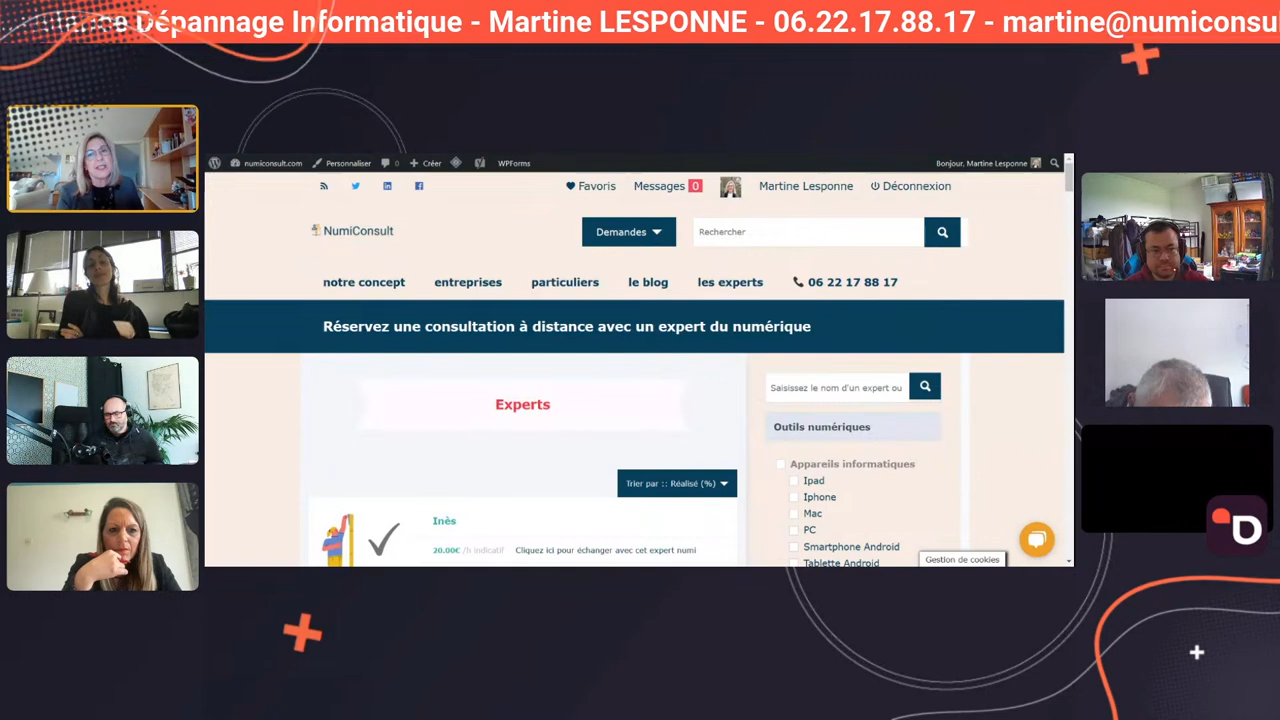 Dépannage Informatique - Martine LESPONNE - 06.22.17.88.17 - martine@numiconsu
numiconsult.com Personnaliser 0 Créer WPForms Bonjour, Martine Lesponne
Favoris Messages 0 Martine Lesponne Déconnexion
NumiConsult Demandes Rechercher
notre concept entreprises particuliers le blog les experts 06 22 17 88 17
Réservez une consultation à distance avec un expert du numérique
Experts
Trier par :: Réalisé (%)
Inès
20.00€ /h indicatif Cliquez ici pour échanger avec cet expert numi
Saisissez le nom d'un expert ou
Outils numériques
Appareils informatiques
Ipad
Iphone
Mac
PC
Smartphone Android
Tablette Android
Gestion de cookies
D